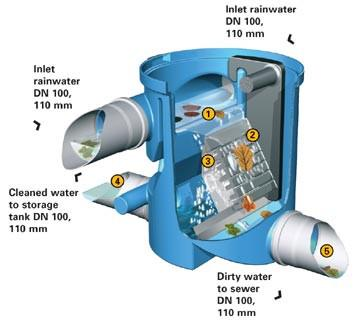 Inlet rainwater
DN 100,
110 mm
Inlet
rainwater
DN 100,
110 mm
1
2
3
4
Cleaned water
to storage
tank DN 100,
110 mm
5
Dirty water
to sewer
DN 100,
110 mm